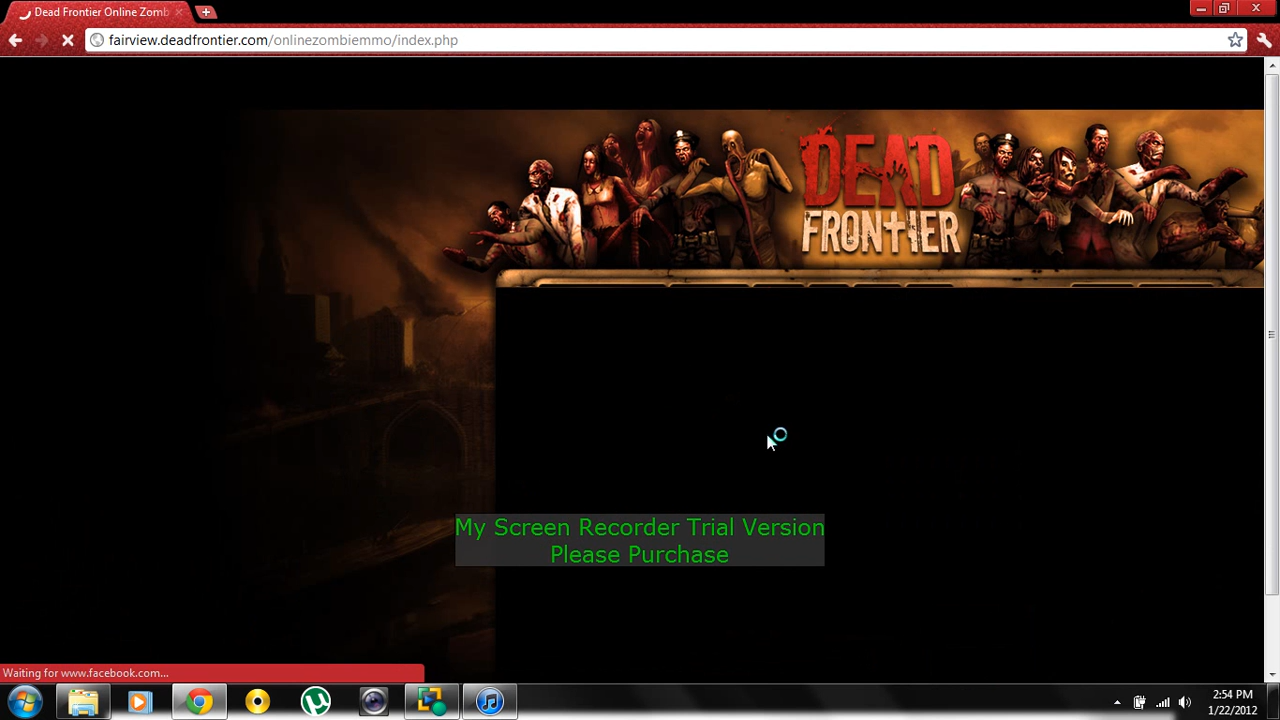 Dead Frontier Online Zomb
fairview.deadfrontier.com/onlinezombiemmo/index.php
DEAD
FRONTIER
My Screen Recorder Trial Version
Please Purchase
Waiting for www.facebook.com...
2:54 PM
1/22/2012